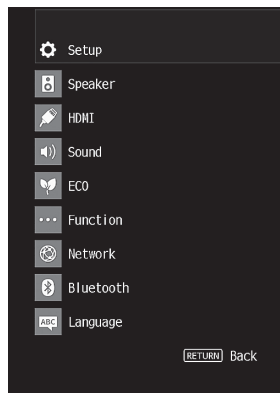 Setup
Speaker
HDMI
Sound
ECO
Function
Network
Bluetooth
ABC Language
RETURN Back